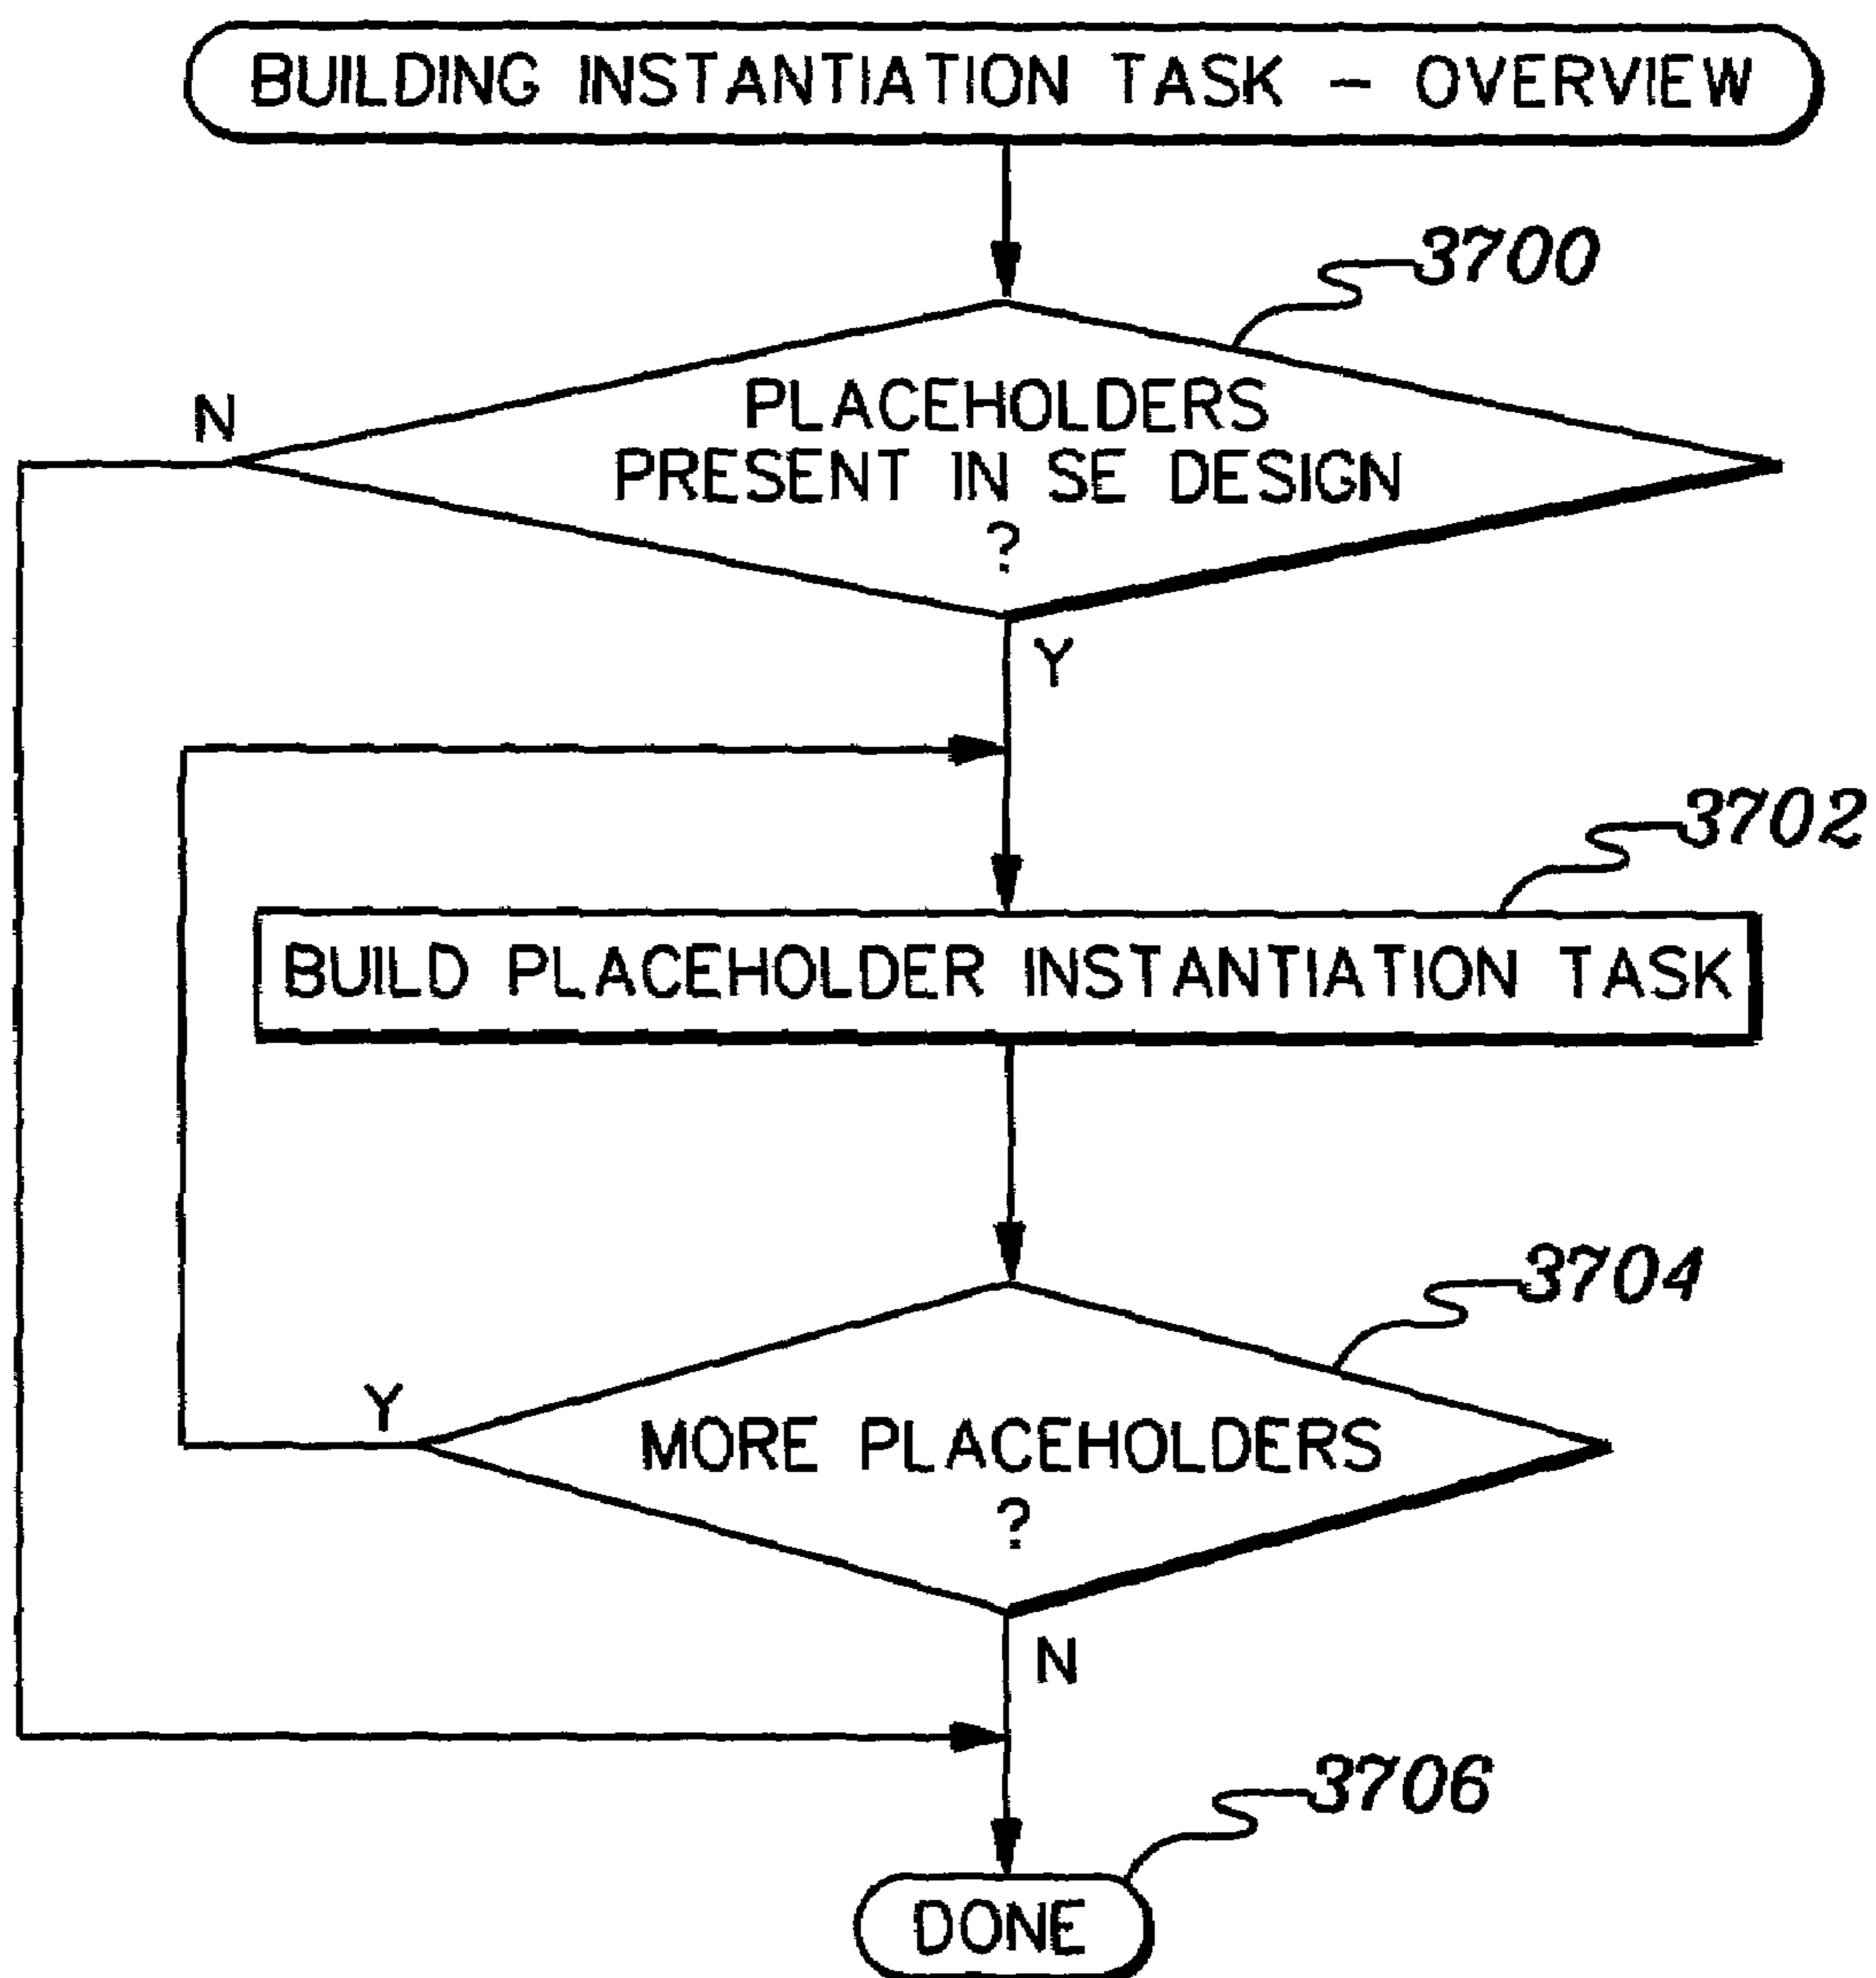 BUILDING INSTANTIATION TASK - OVERVIEW
3700
N
PLACEHOLDERS
PRESENT IN SE DESIGN
?
Y
3702
BUILD PLACEHOLDER INSTANTIATION TASK
3704
Y
MORE PLACEHOLDERS
?
N
3706
DONE